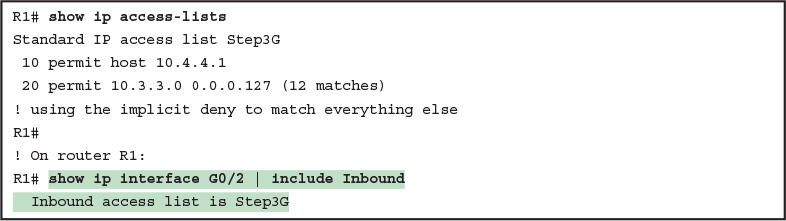 R1# show ip access-lists
Standard IP access list Step3G
 10 permit host 10.4.4.1
 20 permit 10.3.3.0 0.0.0.127 (12 matches)
! using the implicit deny to match everything else
R1#
! On router R1:
R1# show ip interface G0/2 | include Inbound
  Inbound access list is Step3G